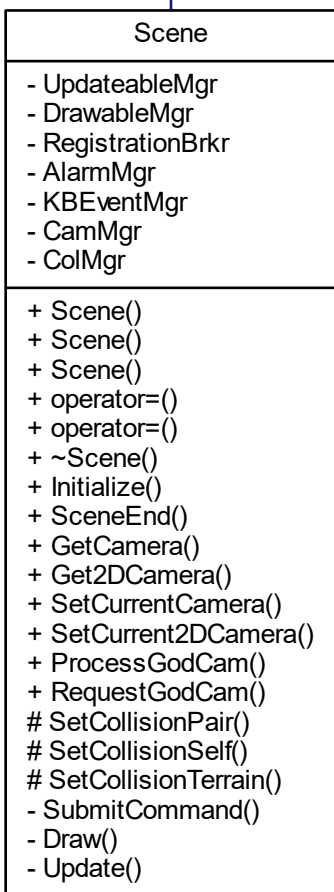 Scene
- UpdateableMgr
- DrawableMgr
- RegistrationBrkr
- AlarmMgr
- KBEventMgr
- CamMgr
- ColMgr
+ Scene()
+ Scene()
+ Scene()
+ operator=()
+ operator=()
+ ~Scene()
+ Initialize()
+ SceneEnd()
+ GetCamera()
+ Get2DCamera()
+ SetCurrentCamera()
+ SetCurrent2DCamera()
+ ProcessGodCam()
+ RequestGodCam()
# SetCollisionPair()
# SetCollisionSelf()
# SetCollisionTerrain()
- SubmitCommand()
- Draw()
- Update()